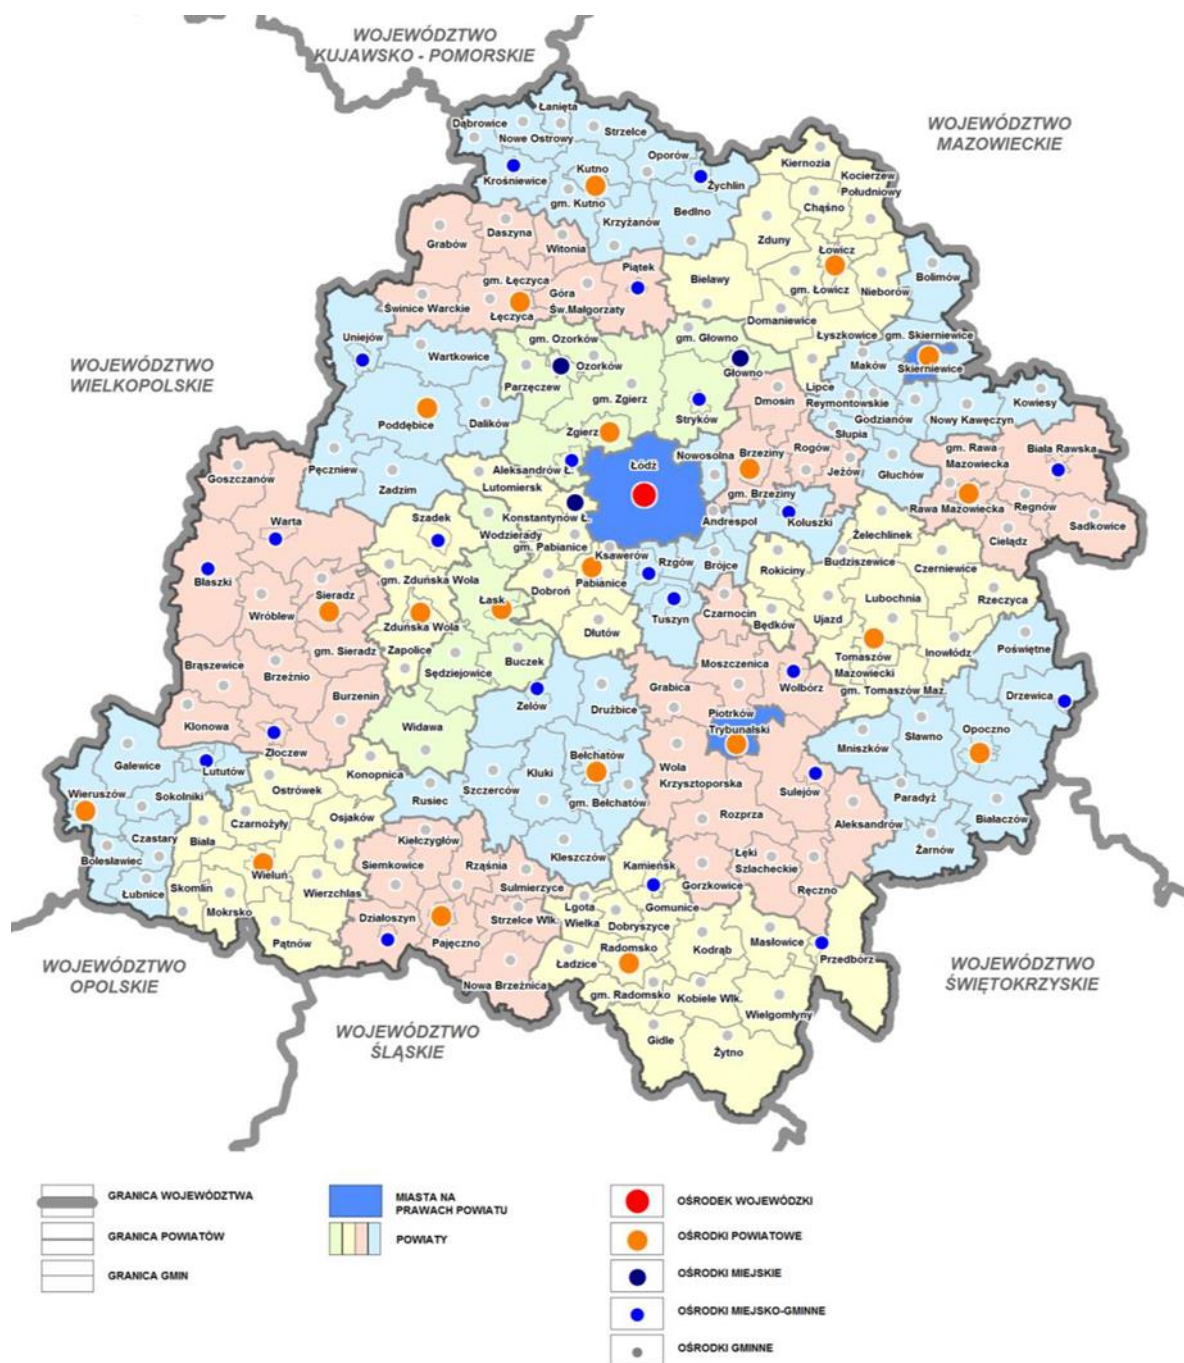 WOJEWÓDZTWO
KUJAWSKO - POMORSKIE
WOJEWÓDZTWO
MAZOWIECKIE
Łanięta
Dąbrowice
Nowe Ostrowy
Strzelce
Oporów
Kutno
Krośniewice
Żychlin
gm. Kutno
Krzyżanów
Bedlno
Kiernozia
Kocierzew
Południowy
Chąśno
Zduny
Łowicz
gm. Łowicz
Nieborów
Bielawy
Domaniewice
Łyszkowice
Bolimów
Grabów
Daszyna
Witonia
Piątek
gm. Łęczyca
Góra
Św.Małgorzaty
Świnice Warckie
Łęczyca
WOJEWÓDZTWO
WIELKOPOLSKIE
Uniejów
Wartkowice
Poddębice
Dalików
Pęczniew
Zadzim
gm. Ozorków
Ozorków
Parzęczew
gm. Zgierz
Zgierz
gm. Głowno
Głowno
Stryków
Aleksandrów Ł.
gm. Skierniewice
Skierniewice
Maków
Lipce
Reymontowskie
Godzianów
Słupia
Głuchów
Nowy Kawęczyn
Kowiesy
Dmosin
Brzeziny
Rogów
Jeżów
gm. Brzeziny
gm. Rawa
Mazowiecka
Biała Rawska
Rawa Mazowiecka
Regnów
Sadkowice
Cielądz
Łódź
Nowosolna
Andrespol
Koluszki
Brójce
Rzgów
Tuszyn
Lutomiersk
Konstantynów Ł.
gm. Pabianice
Ksawerów
Pabianice
Dobroń
Dłutów
Goszczanów
Warta
Błaszki
Wróblew
Sieradz
gm. Sieradz
Brąszewice
Brzeźnio
Burzenin
Klonowa
Złoczew
Szadek
gm. Zduńska Wola
Zduńska Wola
Zapolice
Wodzierady
Łask
Buczek
Sędziejowice
Widawa
Żelechlinek
Budziszewice
Czerniewice
Rokiciny
Lubochnia
Rzeczyca
Ujazd
Będków
Tomaszów
Mazowiecki
Inowłódz
gm. Tomaszów Maz.
Czarnocin
Moszczenica
Wolbórz
Grabica
Piotrków
Trybunalski
Wola
Krzysztoporska
Sulejów
Rozprza
Aleksandrów
Łęki
Szlacheckie
Gorzkowice
Ręczno
Poświętne
Drzewica
Sławno
Opoczno
Mniszków
Paradyż
Białaczów
Żarnów
Zelów
Drużbice
Bełchatów
Kluki
gm. Bełchatów
Szczerców
Rusiec
Kleszczów
Galewice
Lututów
Wieruszów
Sokolniki
Czastary
Bolesławiec
Łubnice
Konopnica
Ostrówek
Osjaków
Czarnożyły
Biała
Wieluń
Wierzchlas
Skomlin
Mokrsko
Pątnów
Kiełczygłów
Siemkowice
Rząśnia
Sulmierzyce
Działoszyn
Pajęczno
Strzelce Wlk.
Nowa Brzeźnica
Kamieńsk
Gomunice
Lgota
Wielka
Dobryszyce
Ładzice
Radomsko
gm. Radomsko
Kodrąb
Masłowice
Przedbórz
Kobiele Wlk.
Wielgomłyny
Gidle
Żytno
WOJEWÓDZTWO
OPOLSKIE
WOJEWÓDZTWO
ŚLĄSKIE
WOJEWÓDZTWO
ŚWIĘTOKRZYSKIE
GRANICA WOJEWÓDZTWA
GRANICA POWIATÓW
GRANICA GMIN
MIASTA NA
PRAWACH POWIATU
POWIATY
OŚRODEK WOJEWÓDZKI
OŚRODKI POWIATOWE
OŚRODKI MIEJSKIE
OŚRODKI MIEJSKO-GMINNE
OŚRODKI GMINNE